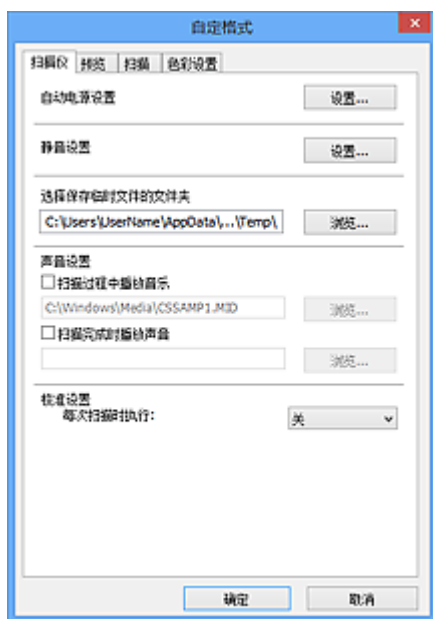 自定格式
扫描仪 预览 扫描 色彩设置
自动电源设置 设置...
静音设置 设置...
选择保存临时文件的文件夹
C:\Users\UserName\AppData\...\Temp\ 浏览...
声音设置
扫描过程中播放音乐
C:\Windows\Media\CSSAMP1.MID 浏览...
扫描完成时播放声音
浏览...
校准设置
每次扫描时执行: 关
确定 取消